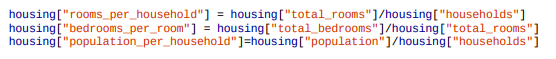 housing["rooms_per_household"] = housing["total_rooms"]/housing["households"]
housing["bedrooms_per_room"] = housing["total_bedrooms"]/housing["total_rooms"]
housing["population_per_household"]=housing["population"]/housing["households"]